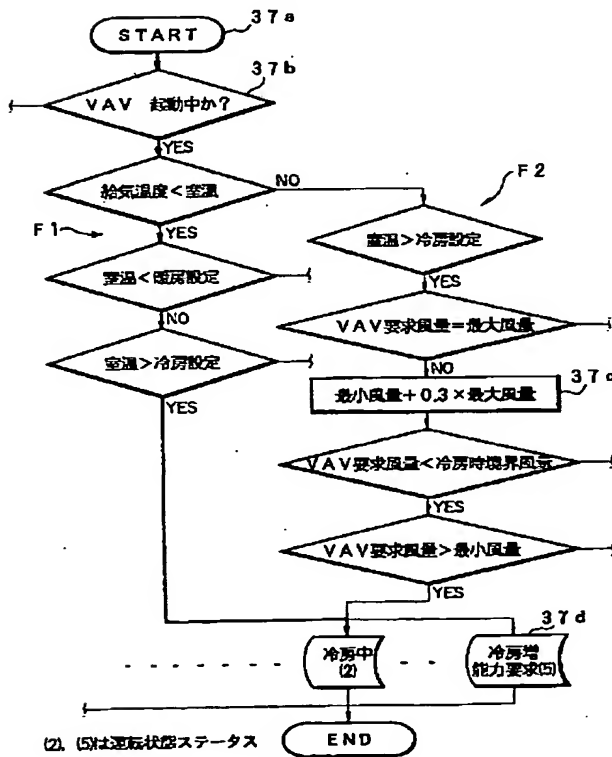 START
37a
37b
VAV 起動中か?
YES
給気温度<室温
NO
F2
YES
F1
室温>冷房設定
室温<暖房設定
YES
NO
VAV要求風量=最大風量
室温>冷房設定
NO
YES
最小風量+0.3×最大風量
VAV要求風量<冷房時境界風量
YES
VAV要求風量>最小風量
YES
37d
冷房中
(2)
冷房増
能力要求(5)
(2), (5)は運転状態ステータス
END